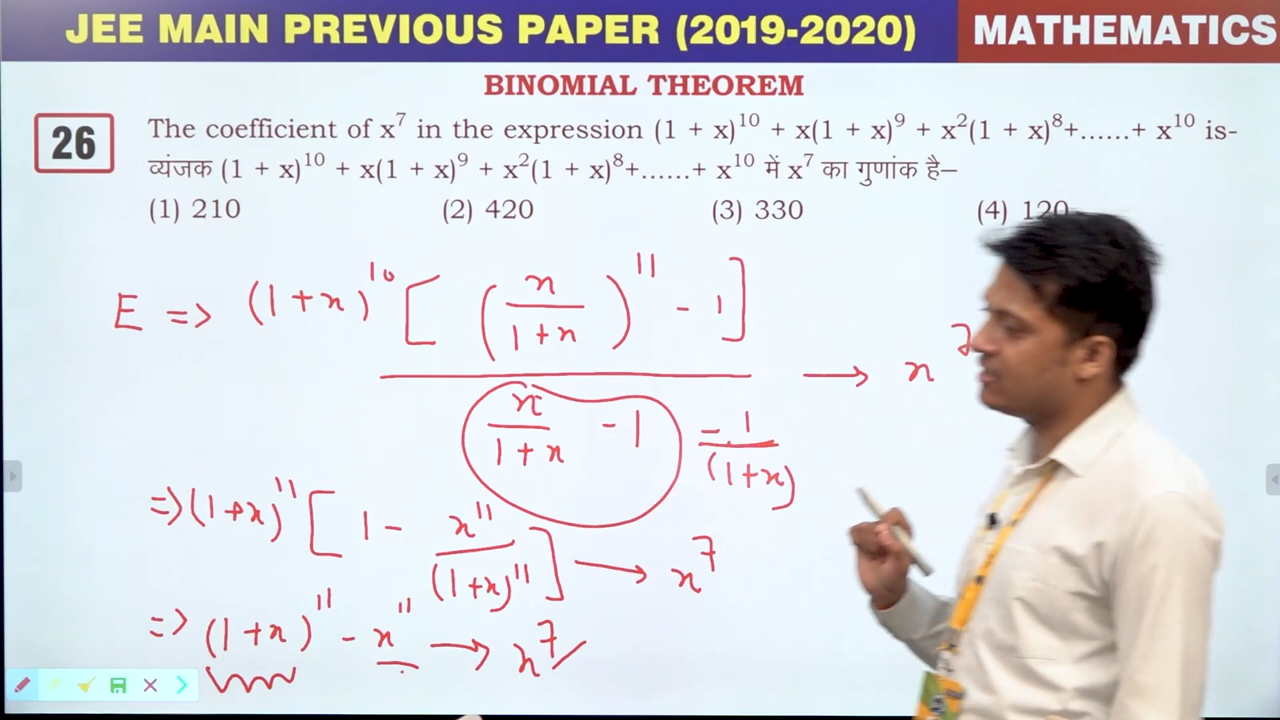 JEE MAIN PREVIOUS PAPER (2019-2020) MATHEMATICS
BINOMIAL THEOREM
26 The coefficient of x⁷ in the expression (1 + x)¹⁰ + x(1 + x)⁹ + x²(1 + x)⁸+......+ x¹⁰ is-
व्यंजक (1 + x)¹⁰ + x(1 + x)⁹ + x²(1 + x)⁸+......+ x¹⁰ में x⁷ का गुणांक है–
(1) 210 (2) 420 (3) 330 (4) 120
E => (1+x)¹⁰ [ (x/(1+x))¹¹ - 1 ] / (x/(1+x) - 1) → x⁷
-1/(1+x)
=> (1+x)¹¹ [ 1 - x¹¹/(1+x)¹¹ ] → x⁷
=> (1+x)¹¹ - x¹¹ → x⁷ ✓